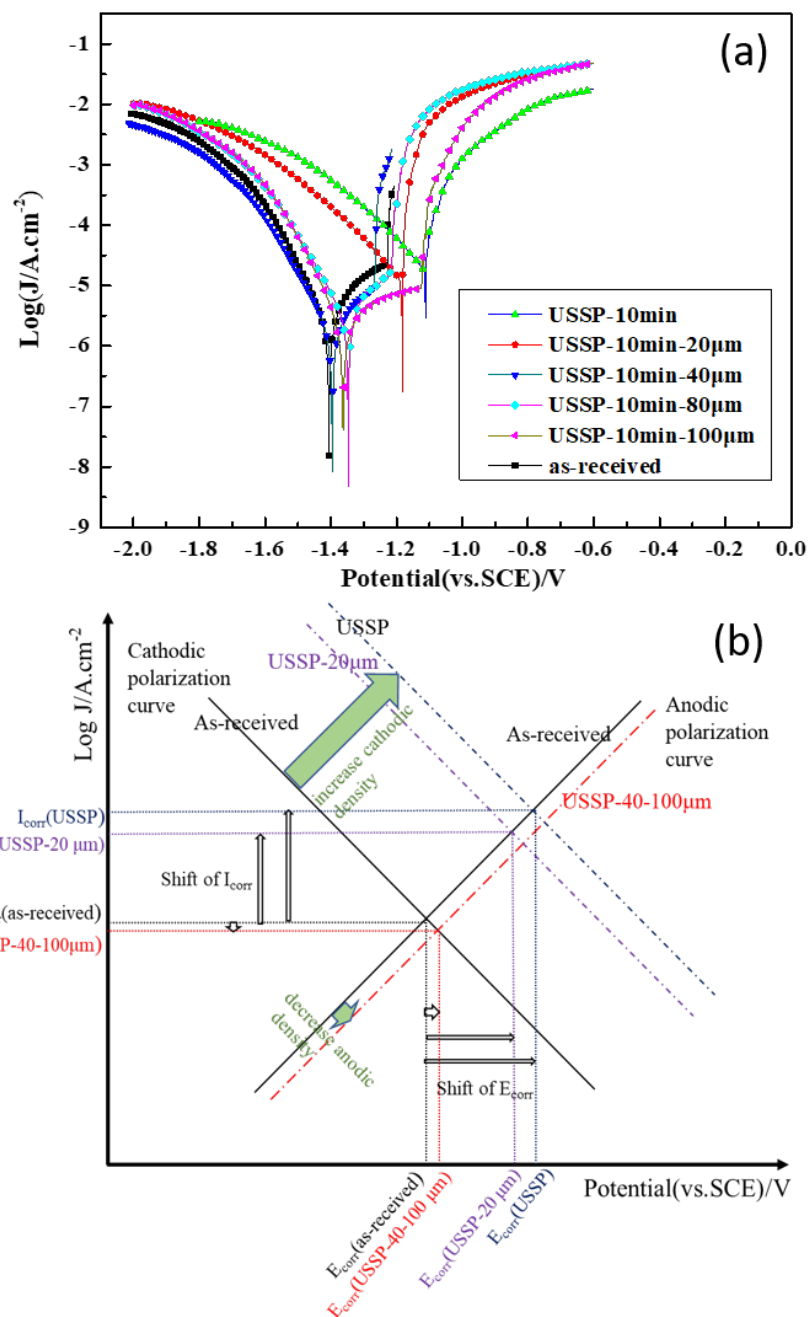 (a)
Log(J/A.cm-2)
-1
-2
-3
-4
-5
-6
-7
-8
-9
USSP-10min
USSP-10min-20μm
USSP-10min-40μm
USSP-10min-80μm
USSP-10min-100μm
as-received
-2.0 -1.8 -1.6 -1.4 -1.2 -1.0 -0.8 -0.6 -0.4 -0.2 0.0
Potential(vs.SCE)/V
(b)
Log J/A.cm-2
Cathodic
polarization
curve
USSP
USSP-20μm
As-received
increase cathodic
density
As-received
Anodic
polarization
curve
USSP-40-100μm
Icorr(USSP)
USSP-20 μm)
Shift of Icorr
(as-received)
P-40-100μm)
decrease anodic
density
Shift of Ecorr
Potential(vs.SCE)/V
Ecorr(as-received)
Ecorr(USSP-40-100 μm)
Ecorr(USSP-20 μm)
Ecorr(USSP)